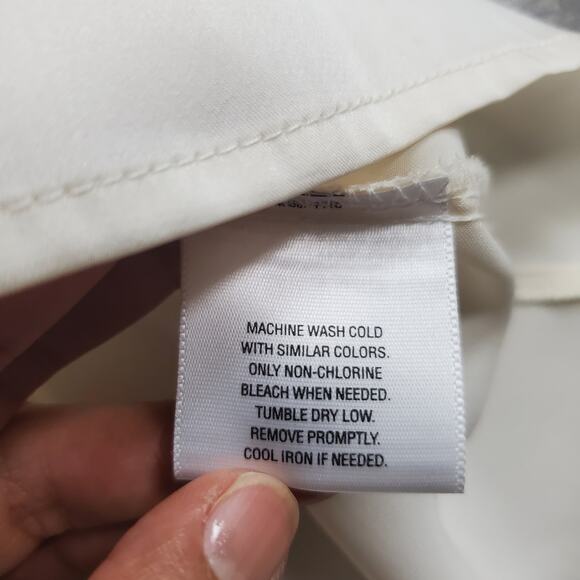 MACHINE WASH COLD
WITH SIMILAR COLORS.
ONLY NON-CHLORINE
BLEACH WHEN NEEDED.
TUMBLE DRY LOW.
REMOVE PROMPTLY.
COOL IRON IF NEEDED.